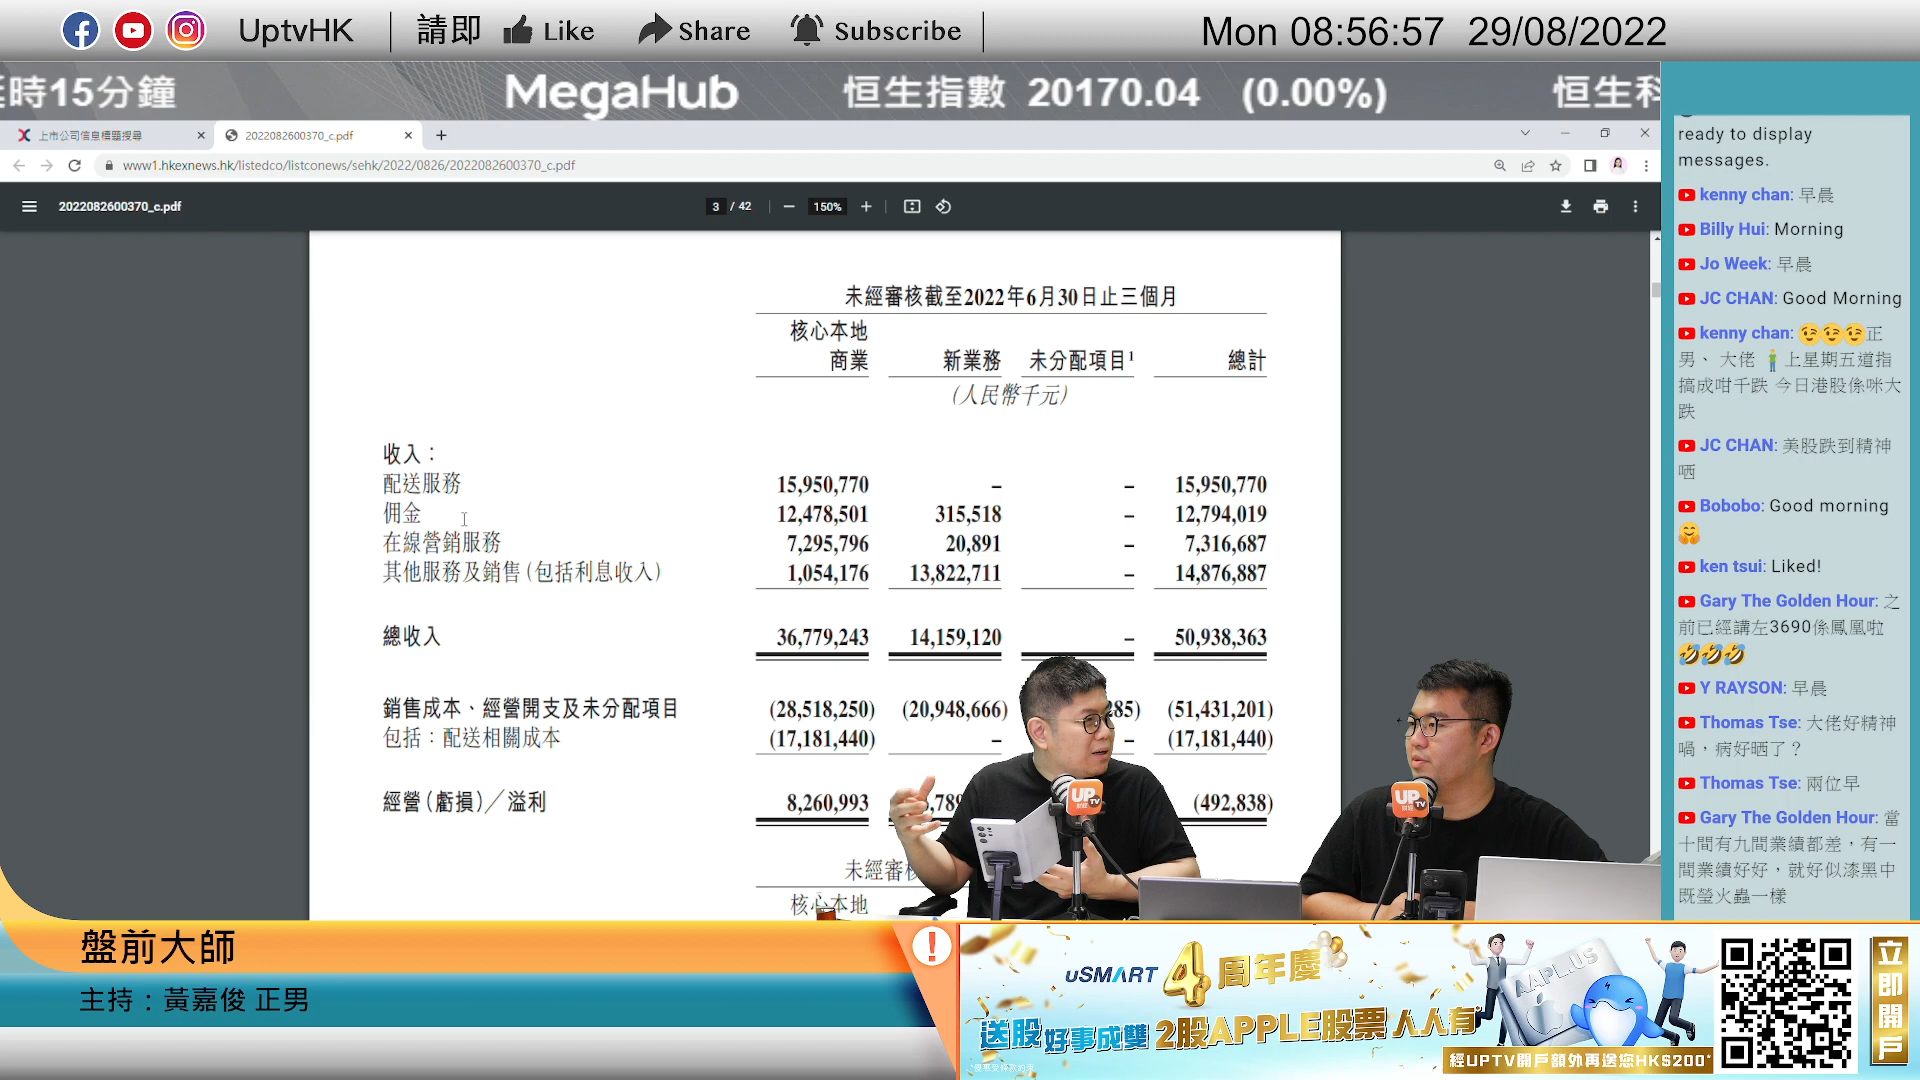 UptvHK
請即 Like Share Subscribe
Mon 08:56:57 29/08/2022
時15分鐘 MegaHub 恒生指數 20170.04 (0.00%) 恒生科
上市公司信息標題搜尋
2022082600370_c.pdf
www1.hkexnews.hk/listedco/listconews/sehk/2022/0826/2022082600370_c.pdf
2022082600370_c.pdf 3 / 42 150%
未經審核截至2022年6月30日止三個月
核心本地
商業 新業務 未分配項目¹ 總計
(人民幣千元)
收入：
配送服務 15,950,770 – – 15,950,770
佣金 12,478,501 315,518 – 12,794,019
在線營銷服務 7,295,796 20,891 – 7,316,687
其他服務及銷售(包括利息收入) 1,054,176 13,822,711 – 14,876,887
總收入 36,779,243 14,159,120 – 50,938,363
銷售成本、經營開支及未分配項目 (28,518,250) (20,948,666) 285) (51,431,201)
包括：配送相關成本 (17,181,440) – – (17,181,440)
經營(虧損)／溢利 8,260,993 ,789 (492,838)
未經審核
核心本地
UP
TV
UP
TV
ready to display
messages.
kenny chan: 早晨
Billy Hui: Morning
Jo Week: 早晨
JC CHAN: Good Morning
kenny chan: 😉😉😉正
男、 大佬 🧍上星期五道指
搞成咁千跌 今日港股係咪大
跌
JC CHAN: 美股跌到精神
哂
Bobobo: Good morning
🤗
ken tsui: Liked!
Gary The Golden Hour: 之
前已經講左3690係鳳凰啦
🤣🤣🤣
Y RAYSON: 早晨
Thomas Tse: 大佬好精神
喎，病好晒了？
Thomas Tse: 兩位早
Gary The Golden Hour: 當
十間有九間業績都差，有一
間業績好好，就好似漆黑中
既螢火蟲一樣
盤前大師
主持：黃嘉俊 正男
uSMART 4周年慶
送股好事成雙 2股APPLE股票人人有*
AAPL.US
經UPTV開戶額外再送您HK$200*
立即開戶